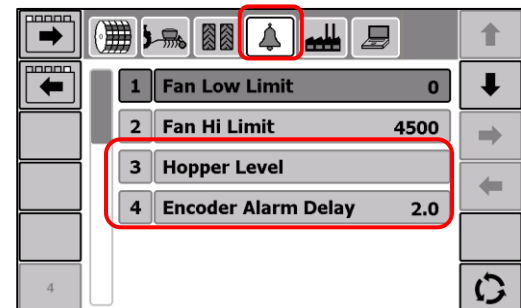 1 Fan Low Limit 0
2 Fan Hi Limit 4500
3 Hopper Level
4 Encoder Alarm Delay 2.0
4